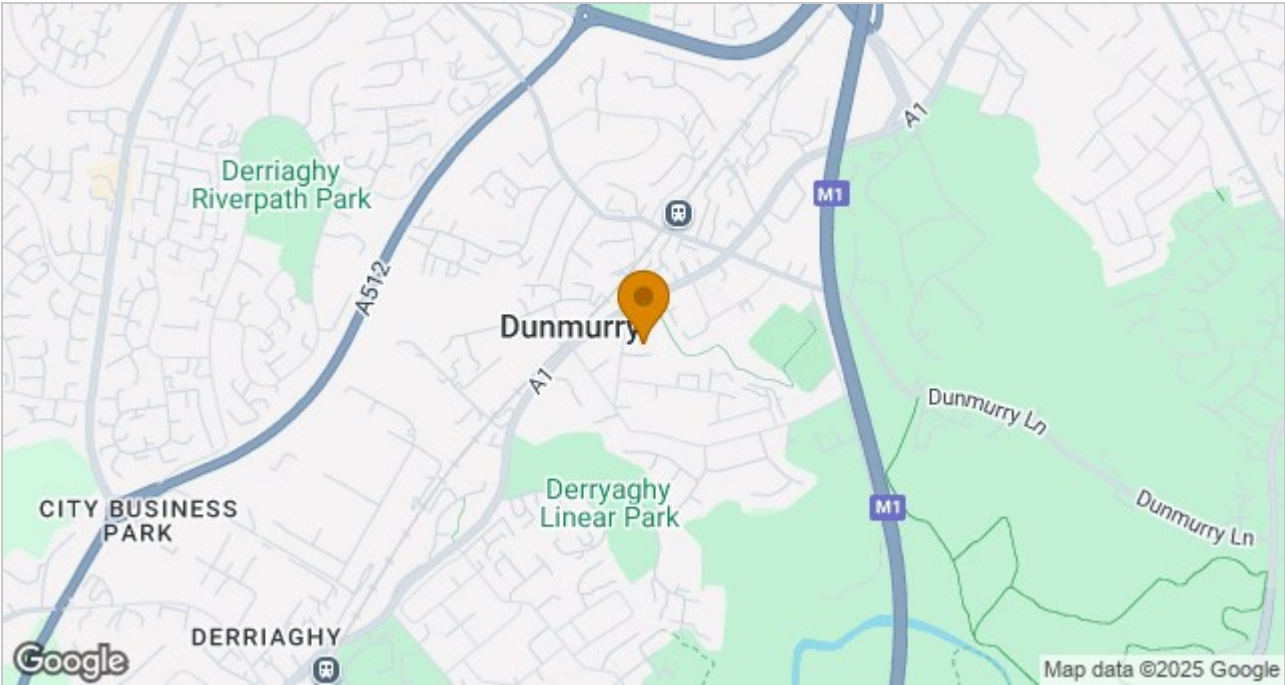 A1
Derriaghy
Riverpath Park
M1
A512
Dunmurry
A1
Dunmurry Ln
Derryaghy
Linear Park
CITY BUSINESS
PARK
M1
Dunmurry Ln
DERRIAGHY
Google
Map data ©2025 Google